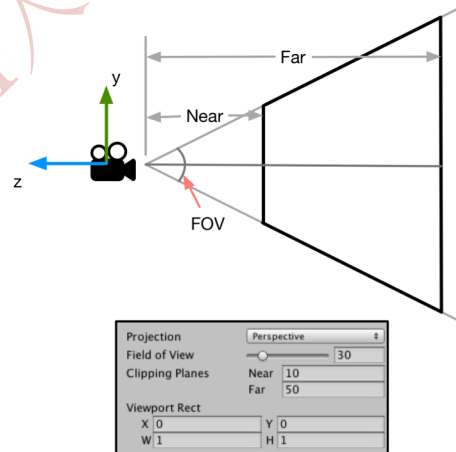 Far
y
Near
z
FOV
Projection Perspective
Field of View 30
Clipping Planes Near 10
Far 50
Viewport Rect
X 0 Y 0
W 1 H 1